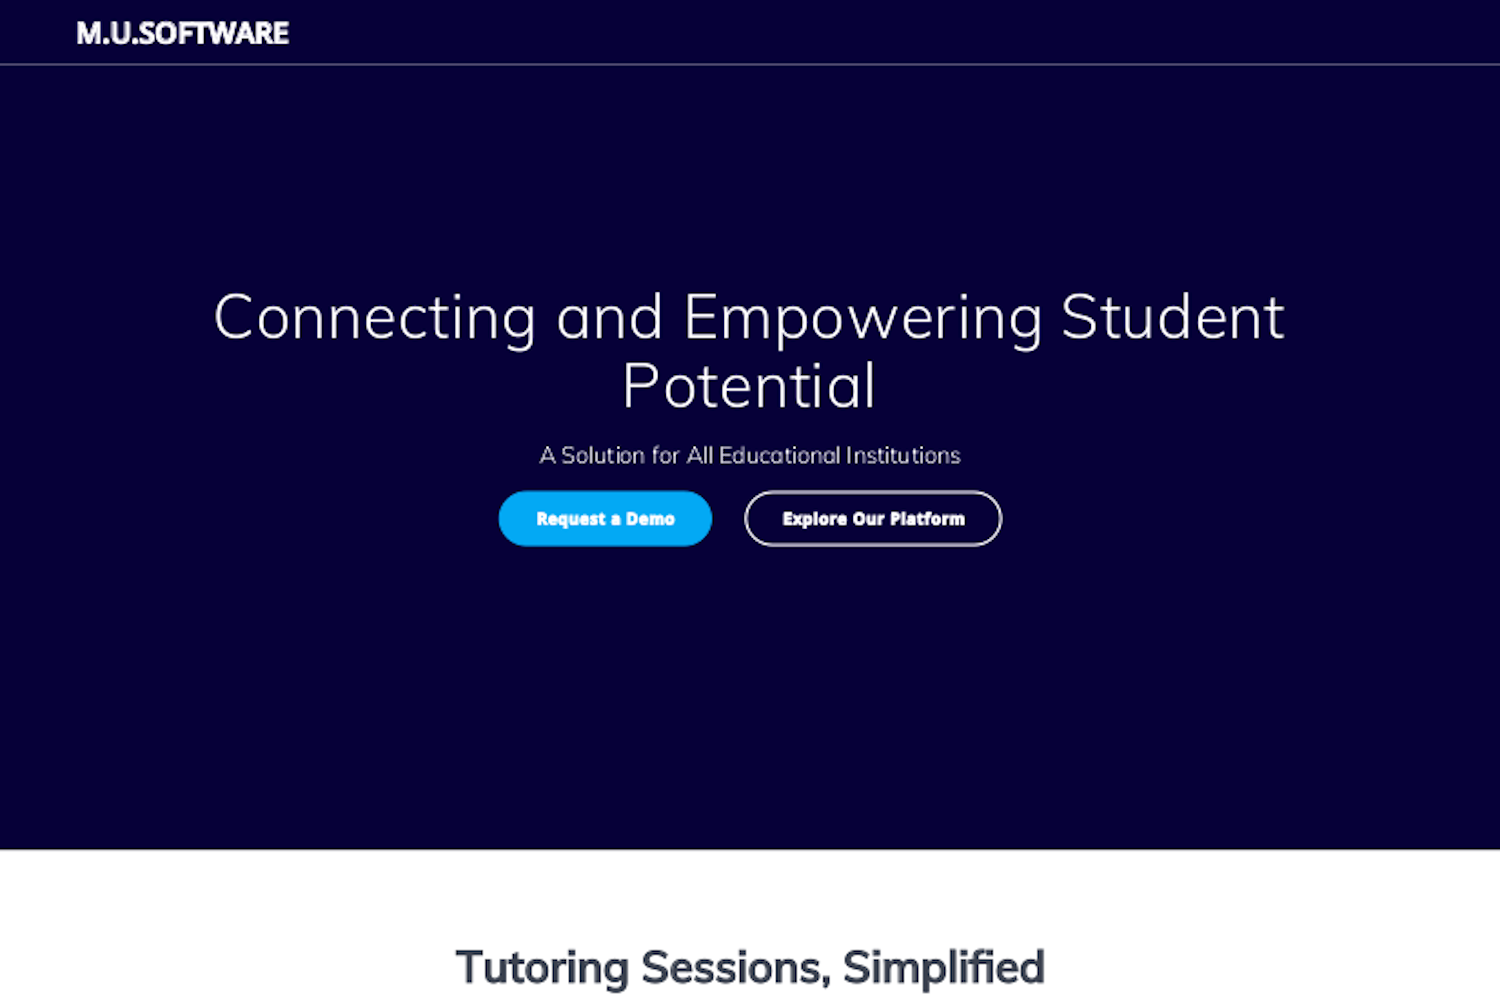 M.U.SOFTWARE
Connecting and Empowering Student
Potential
A Solution for All Educational Institutions
Request a Demo
Explore Our Platform
Tutoring Sessions, Simplified